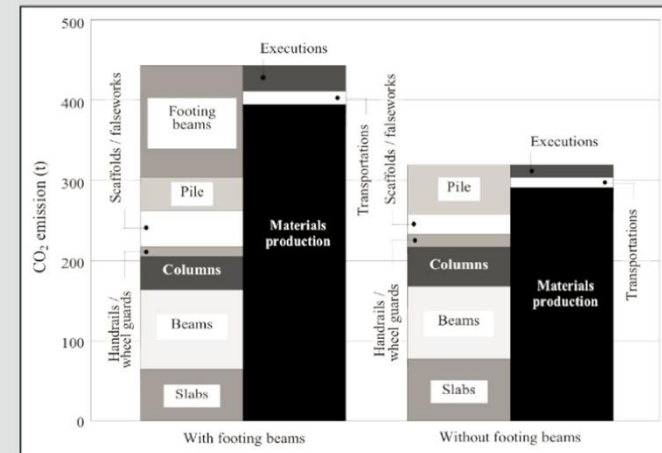 500
400
300
200
100
0
CO₂ emission (t)
Scaffolds / falseworks
Handrails /
wheel guards
Footing
beams
Pile
Columns
Beams
Slabs
Executions
Transportations
Materials
production
With footing beams
Scaffolds / falseworks
Handrails /
wheel guards
Pile
Columns
Beams
Slabs
Executions
Transportations
Materials
production
Without footing beams